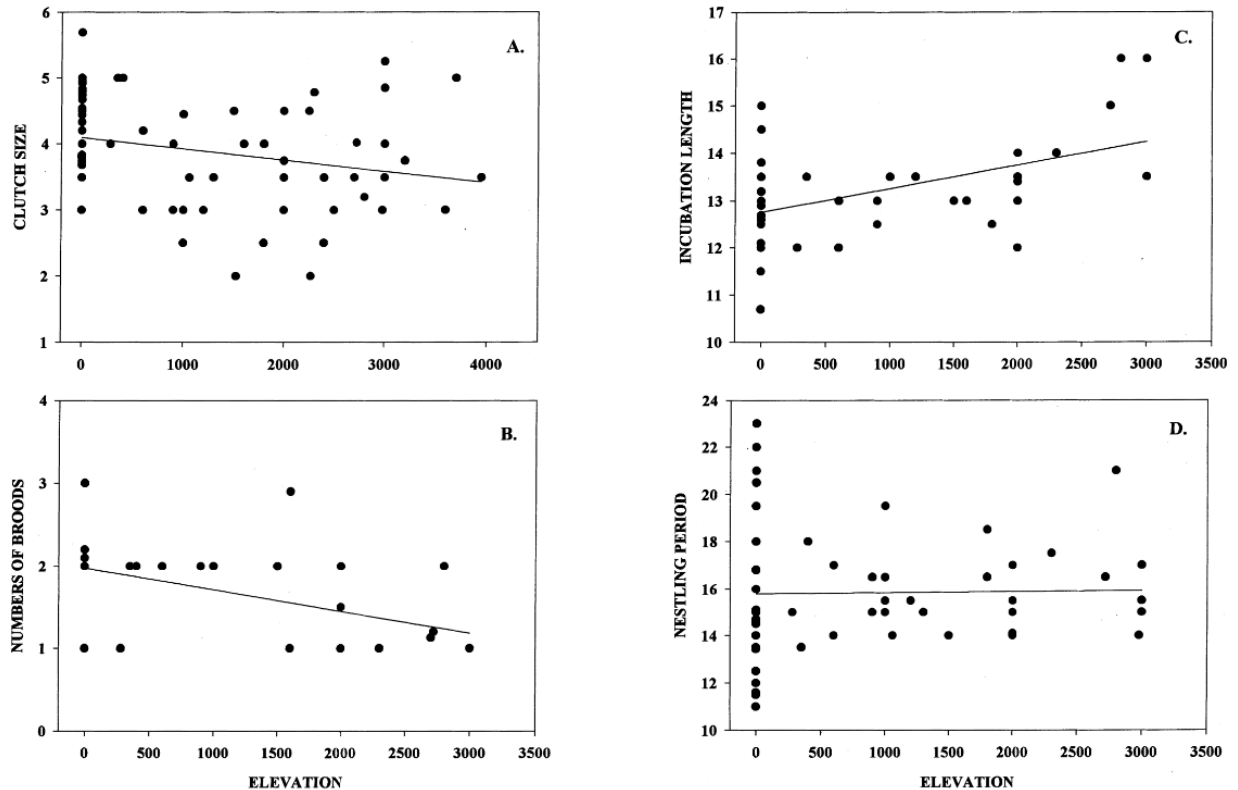 A.
CLUTCH SIZE
6
5
4
3
2
1
0 1000 2000 3000 4000
C.
INCUBATION LENGTH
17
16
15
14
13
12
11
10
0 500 1000 1500 2000 2500 3000 3500
B.
NUMBERS OF BROODS
4
3
2
1
0
0 500 1000 1500 2000 2500 3000 3500
ELEVATION
D.
NESTLING PERIOD
24
22
20
18
16
14
12
10
0 500 1000 1500 2000 2500 3000 3500
ELEVATION